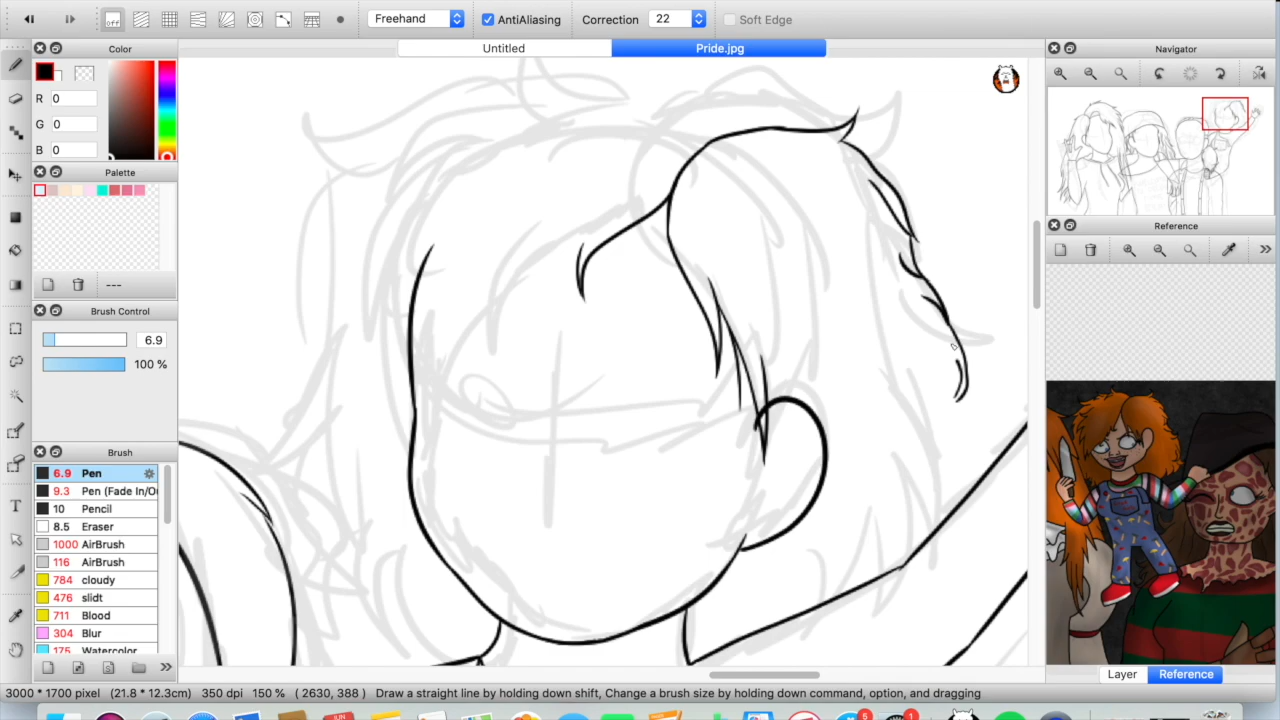 off
Freehand
AntiAliasing
Correction
22
Soft Edge
Color
Untitled
Pride.jpg
Navigator
R 0
G 0
B 0
Palette
---
Reference
Brush Control
6.9
100 %
Brush
6.9 Pen
9.3 Pen (Fade In/O
10 Pencil
8.5 Eraser
1000 AirBrush
116 AirBrush
784 cloudy
476 slidt
711 Blood
304 Blur
175 Watercolor
T
Layer
Reference
3000 * 1700 pixel (21.8 * 12.3cm) 350 dpi 150 % ( 2630, 388 ) Draw a straight line by holding down shift, Change a brush size by holding down command, option, and dragging
JUN
5
1